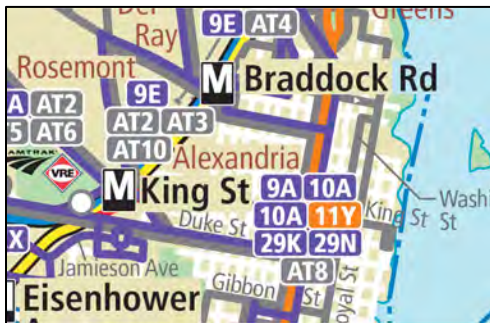 Del
Ray
9E AT4
Greens
Rosemont
M Braddock Rd
9E
A AT2
AT2 AT3
5 AT6
AT10
AMTRAK
VRE
Alexandria
M King St
9A 10A
10A 11Y
29K 29N
AT8
Wash
St
King St
Duke St
X
Jamieson Ave
Gibbon St
oyal St
Eisenhower